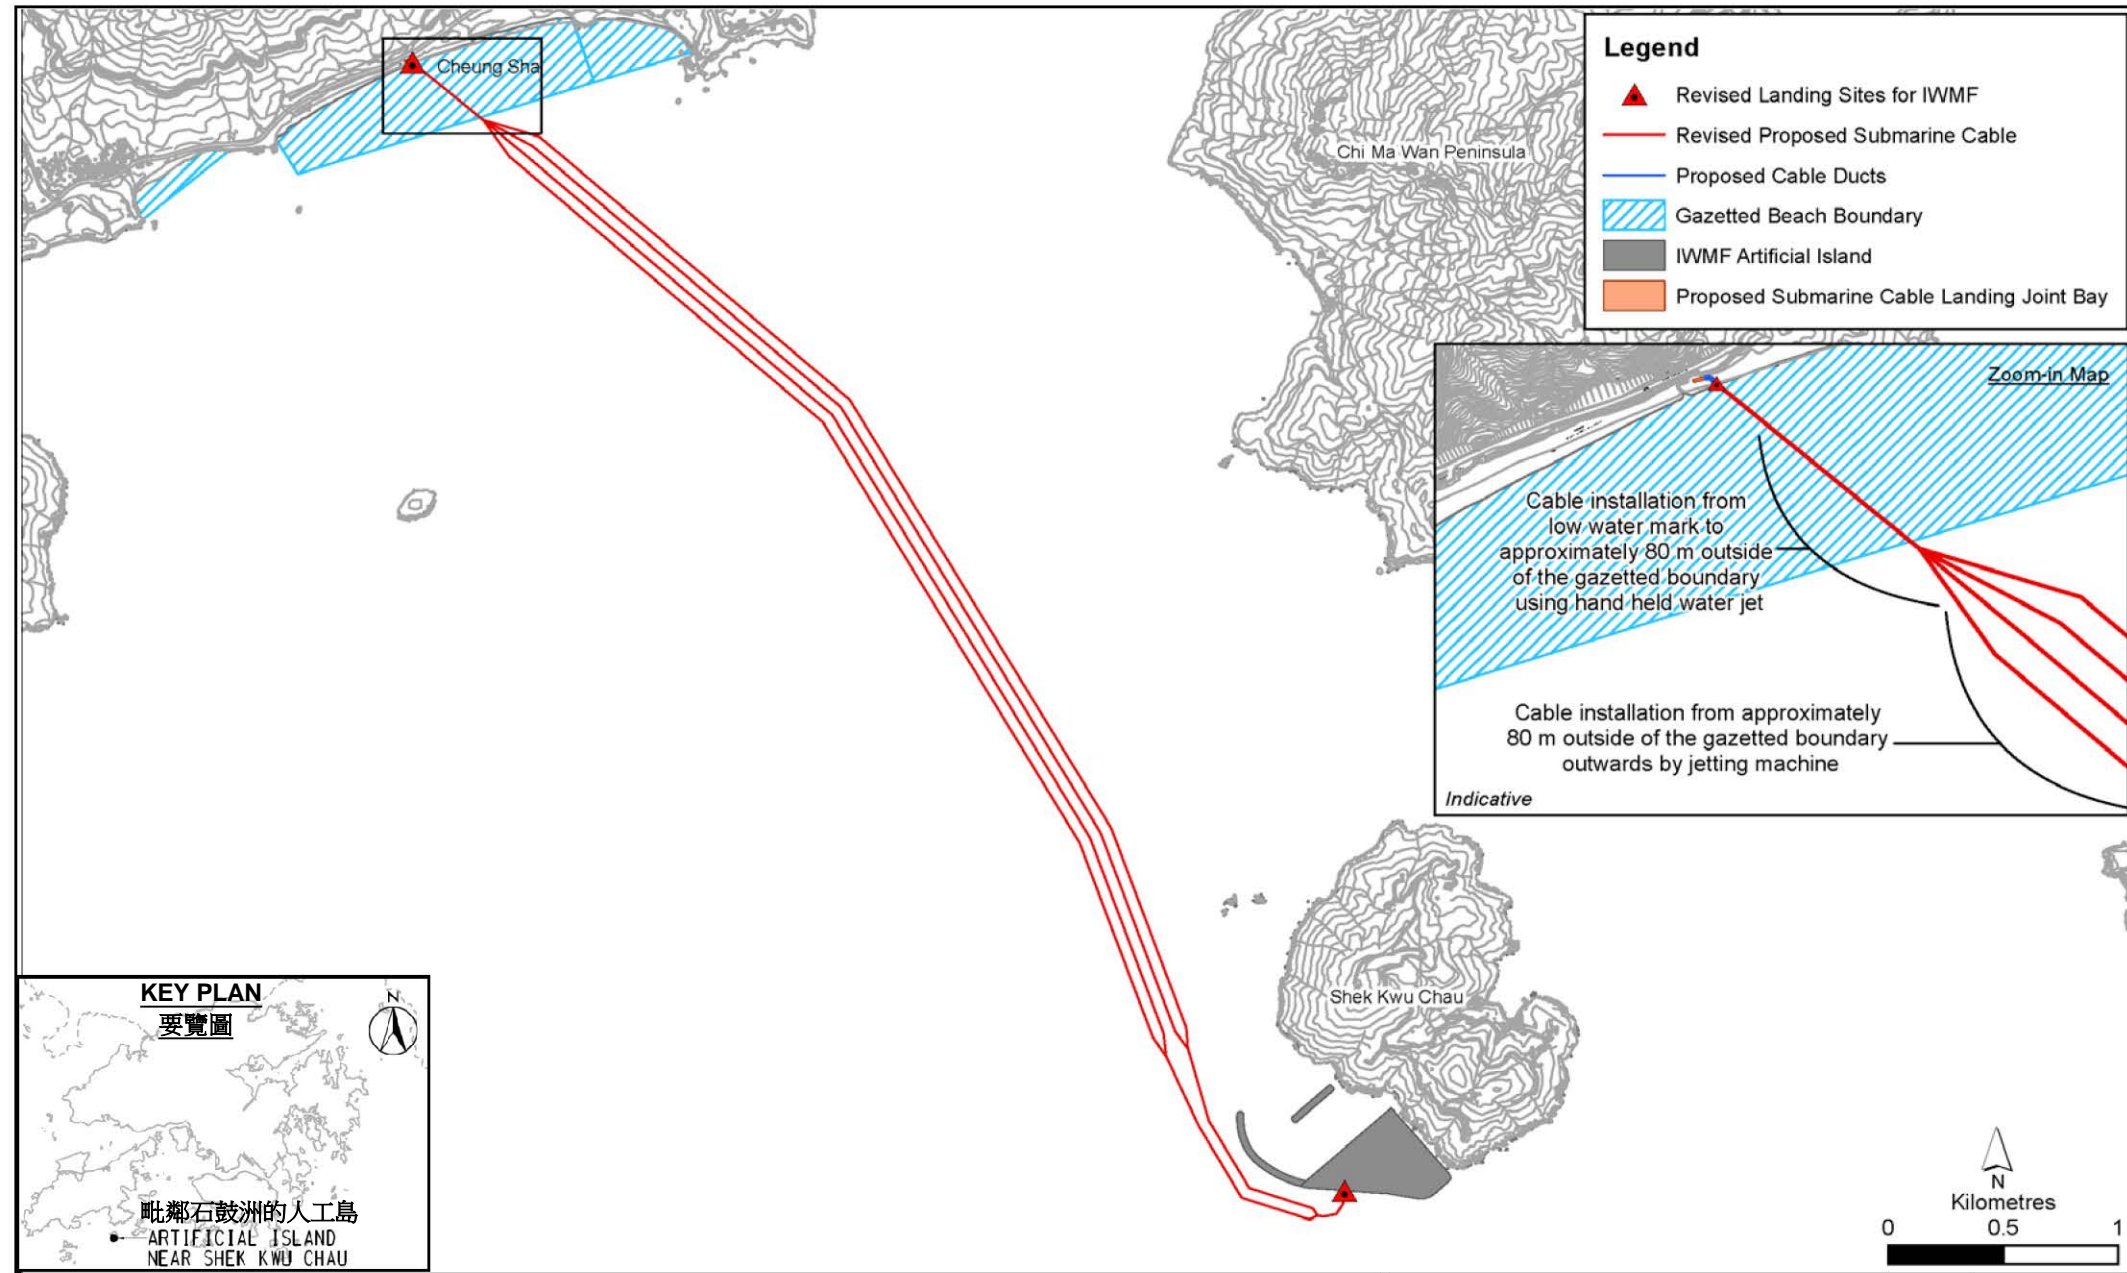 Cheung Sha
Chi Ma Wan Peninsula
Legend
Revised Landing Sites for IWMF
Revised Proposed Submarine Cable
Proposed Cable Ducts
Gazetted Beach Boundary
IWMF Artificial Island
Proposed Submarine Cable Landing Joint Bay
Zoom-in Map
Cable installation from
low water mark to
approximately 80 m outside
of the gazetted boundary
using hand held water jet
Cable installation from approximately
80 m outside of the gazetted boundary
outwards by jetting machine
Indicative
Shek Kwu Chau
KEY PLAN
要覽圖
N
毗鄰石鼓洲的人工島
ARTIFICIAL ISLAND
NEAR SHEK KWU CHAU
N
Kilometres
0 0.5 1